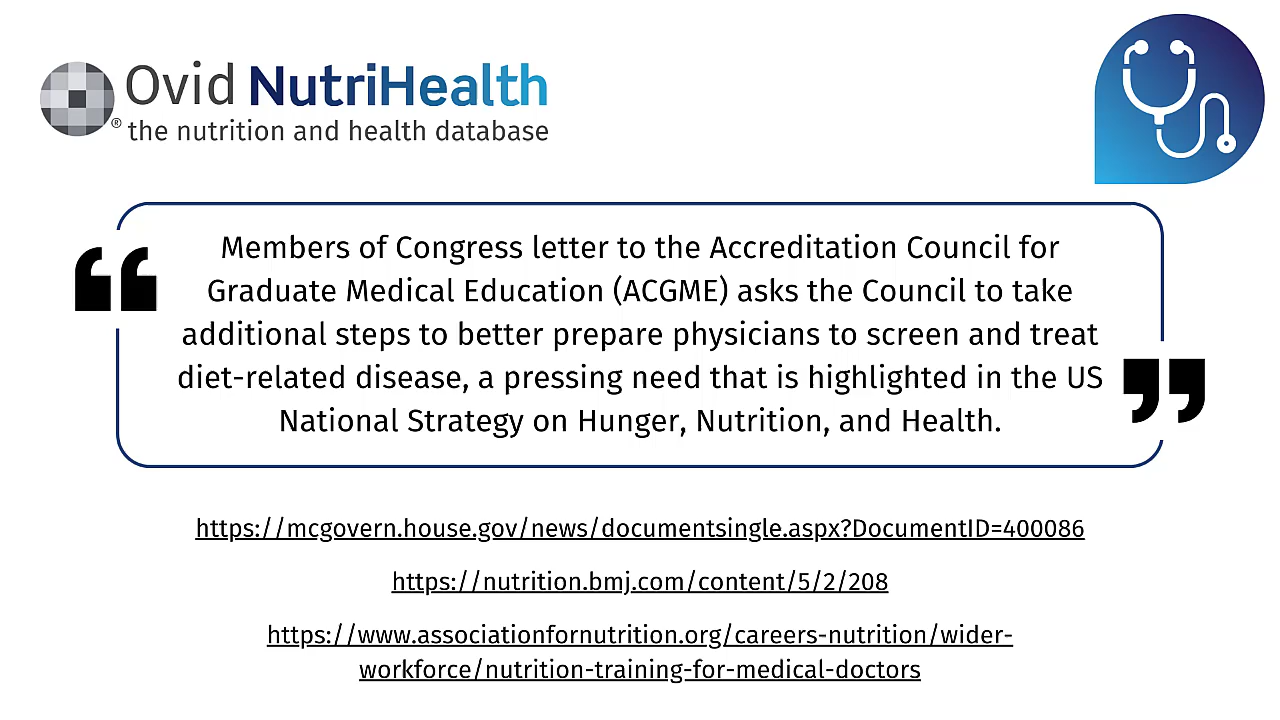 Ovid NutriHealth
® the nutrition and health database
Members of Congress letter to the Accreditation Council for
Graduate Medical Education (ACGME) asks the Council to take
additional steps to better prepare physicians to screen and treat
diet-related disease, a pressing need that is highlighted in the US
National Strategy on Hunger, Nutrition, and Health.
https://mcgovern.house.gov/news/documentsingle.aspx?DocumentID=400086
https://nutrition.bmj.com/content/5/2/208
https://www.associationfornutrition.org/careers-nutrition/wider-
workforce/nutrition-training-for-medical-doctors